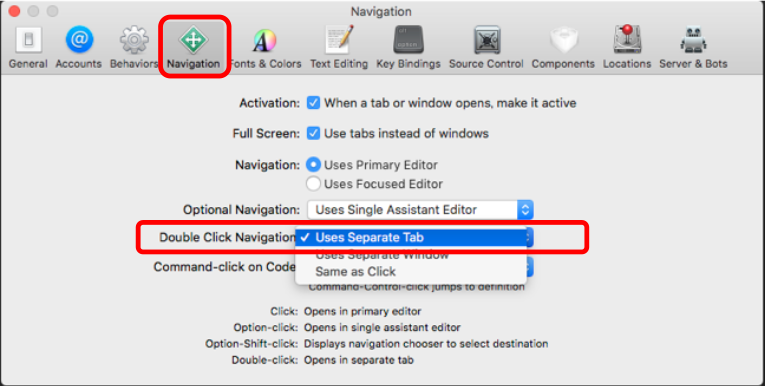 Navigation
General Accounts Behaviors Navigation Fonts & Colors Text Editing Key Bindings Source Control Components Locations Server & Bots
Activation: When a tab or window opens, make it active
Full Screen: Use tabs instead of windows
Navigation: Uses Primary Editor
Uses Focused Editor
Optional Navigation: Uses Single Assistant Editor
Double Click Navigation Uses Separate Tab
Uses Separate Window
Command-click on Code
Same as Click
Command-Control-click jumps to definition
Click: Opens in primary editor
Option-click: Opens in single assistant editor
Option-Shift-click: Displays navigation chooser to select destination
Double-click: Opens in separate tab